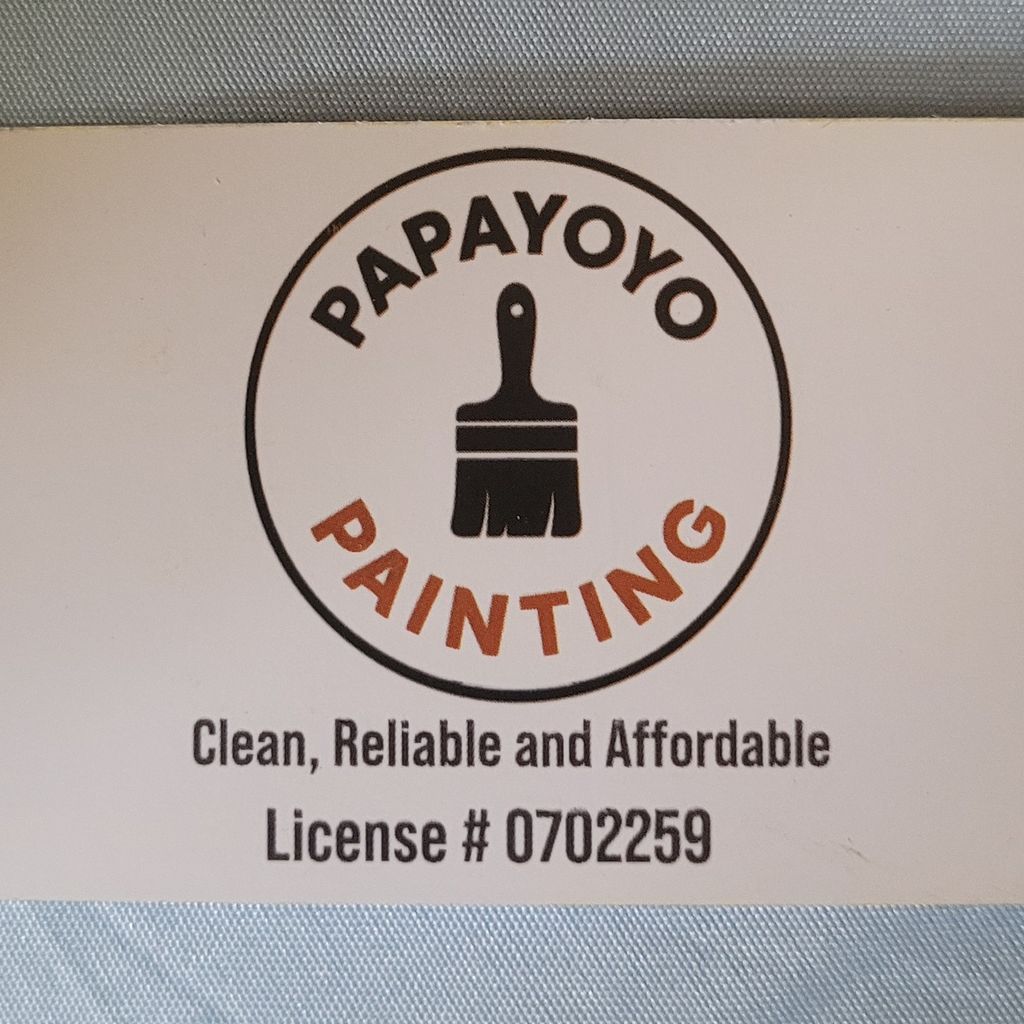 PAPAYOYO
PAINTING
Clean, Reliable and Affordable
License # 0702259